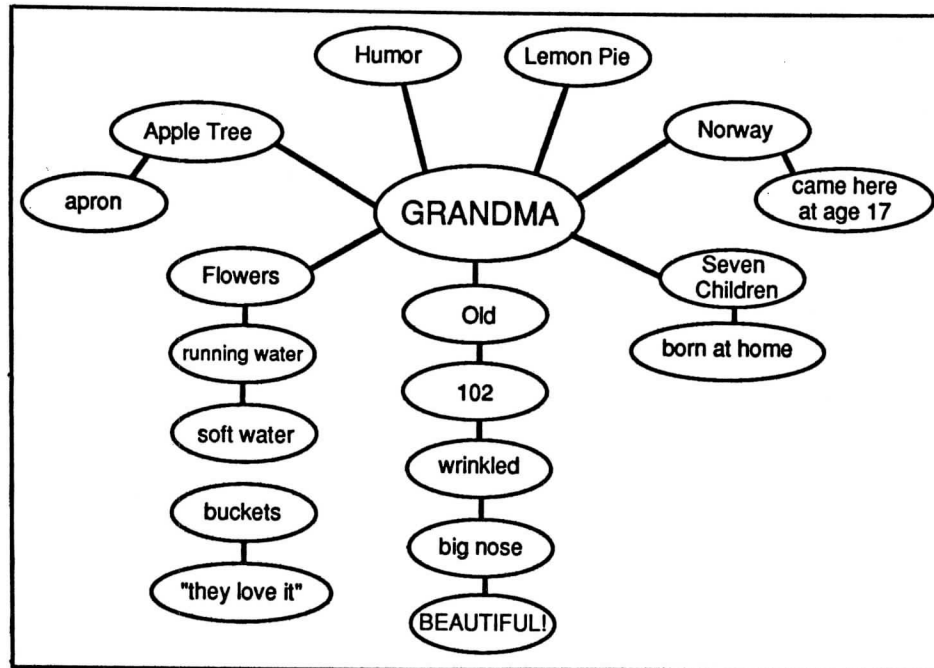 Humor
Lemon Pie
Apple Tree
Norway
apron
came here
at age 17
GRANDMA
Flowers
Seven
Children
Old
running water
born at home
102
soft water
wrinkled
buckets
big nose
"they love it"
BEAUTIFUL!